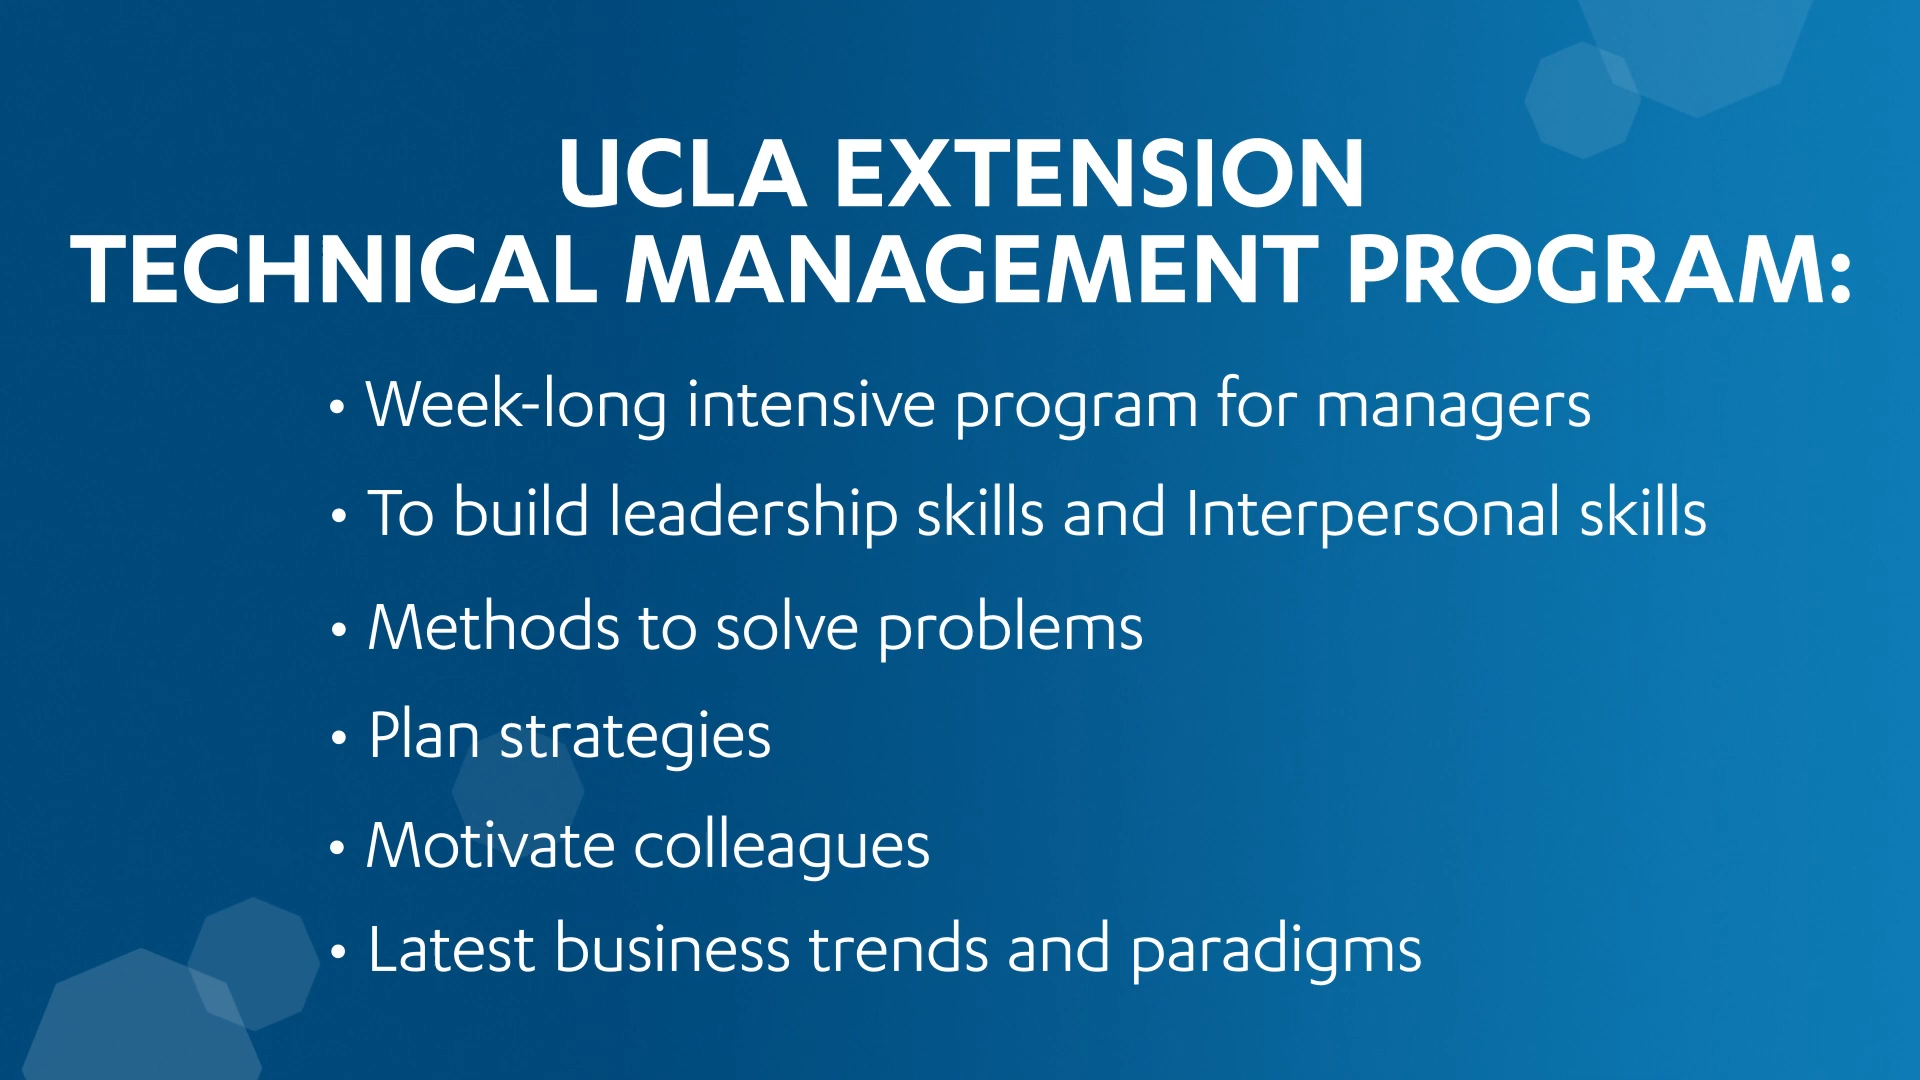 UCLA EXTENSION
TECHNICAL MANAGEMENT PROGRAM:
• Week-long intensive program for managers
• To build leadership skills and Interpersonal skills
• Methods to solve problems
• Plan strategies
• Motivate colleagues
• Latest business trends and paradigms